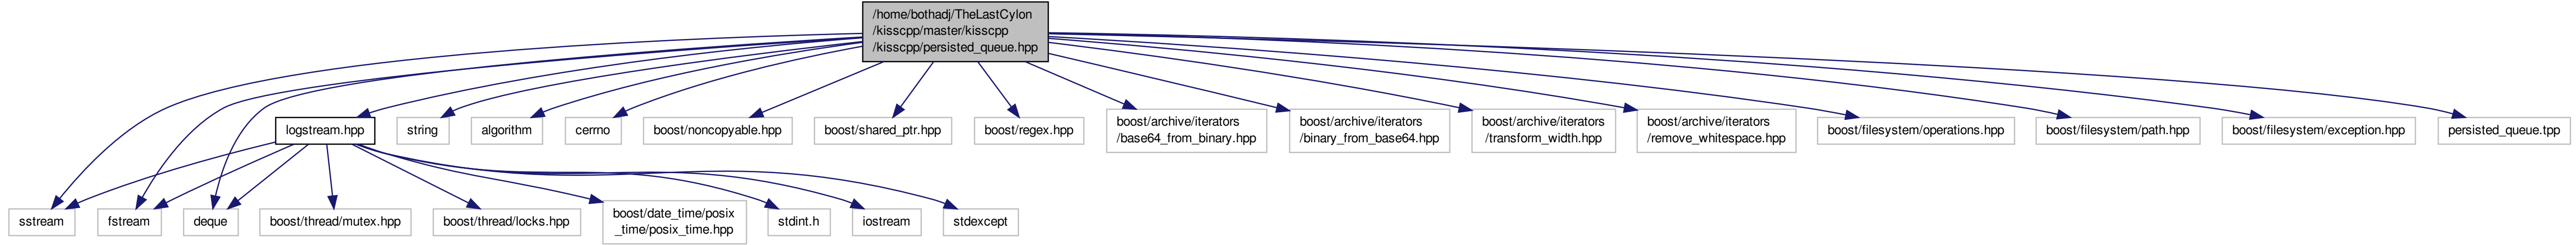 /home/bothadj/TheLastCylon
/kisscpp/master/kisscpp
/kisscpp/persisted_queue.hpp
logstream.hpp
string
algorithm
cerrno
boost/noncopyable.hpp
boost/shared_ptr.hpp
boost/regex.hpp
boost/archive/iterators
/base64_from_binary.hpp
boost/archive/iterators
/binary_from_base64.hpp
boost/archive/iterators
/transform_width.hpp
boost/archive/iterators
/remove_whitespace.hpp
boost/filesystem/operations.hpp
boost/filesystem/path.hpp
boost/filesystem/exception.hpp
persisted_queue.tpp
sstream
fstream
deque
boost/thread/mutex.hpp
boost/thread/locks.hpp
boost/date_time/posix
_time/posix_time.hpp
stdint.h
iostream
stdexcept